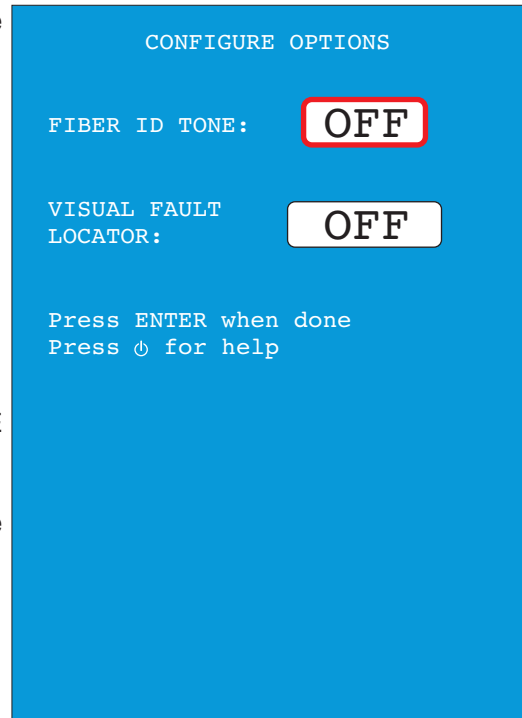 CONFIGURE OPTIONS
FIBER ID TONE: OFF
VISUAL FAULT
LOCATOR: OFF
Press ENTER when done
Press ⏻ for help